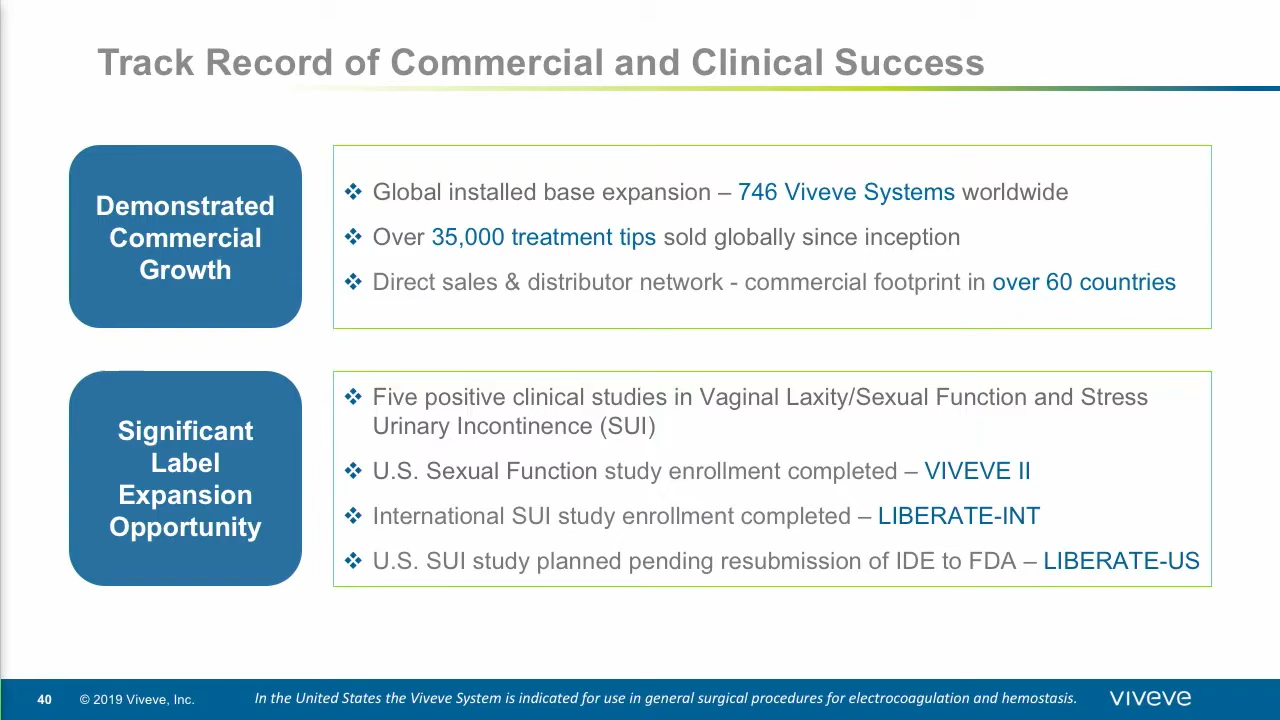 Track Record of Commercial and Clinical Success
Demonstrated
Commercial
Growth
❖ Global installed base expansion – 746 Viveve Systems worldwide
❖ Over 35,000 treatment tips sold globally since inception
❖ Direct sales & distributor network - commercial footprint in over 60 countries
Significant
Label
Expansion
Opportunity
❖ Five positive clinical studies in Vaginal Laxity/Sexual Function and Stress
Urinary Incontinence (SUI)
❖ U.S. Sexual Function study enrollment completed – VIVEVE II
❖ International SUI study enrollment completed – LIBERATE-INT
❖ U.S. SUI study planned pending resubmission of IDE to FDA – LIBERATE-US
40 © 2019 Viveve, Inc. In the United States the Viveve System is indicated for use in general surgical procedures for electrocoagulation and hemostasis. viveve